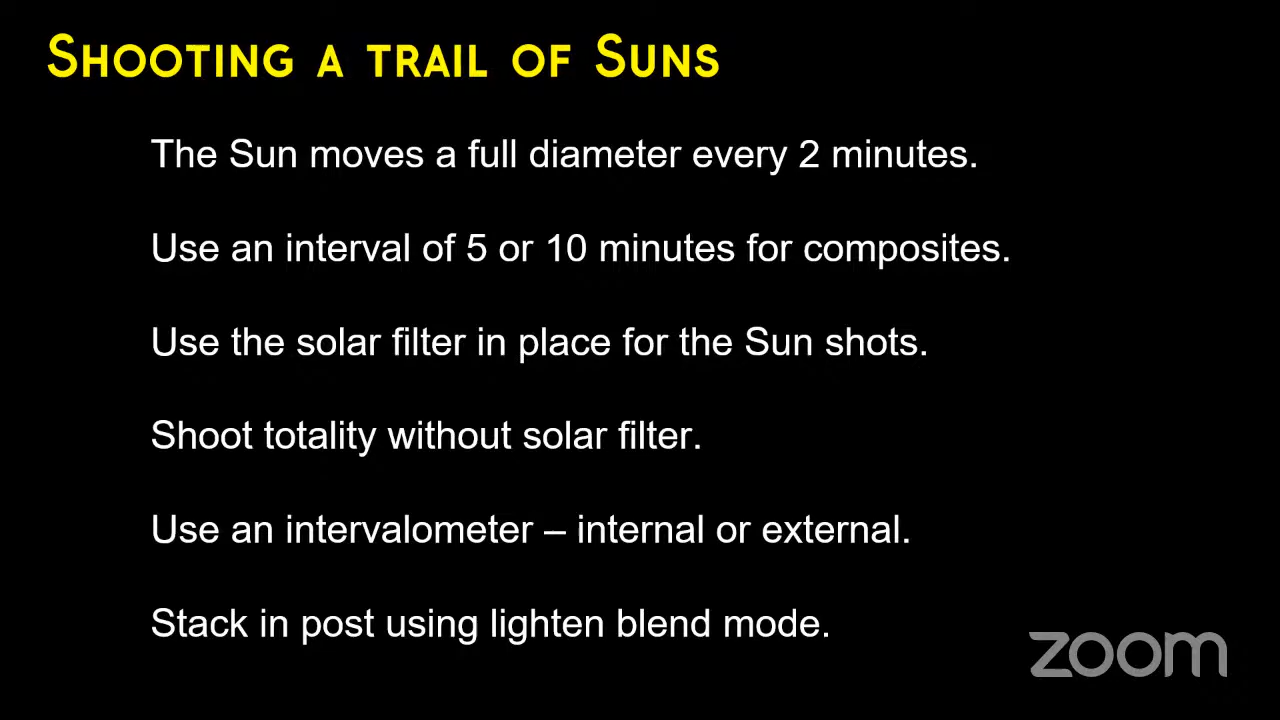 Shooting a trail of Suns
The Sun moves a full diameter every 2 minutes.
Use an interval of 5 or 10 minutes for composites.
Use the solar filter in place for the Sun shots.
Shoot totality without solar filter.
Use an intervalometer – internal or external.
Stack in post using lighten blend mode.
zoom